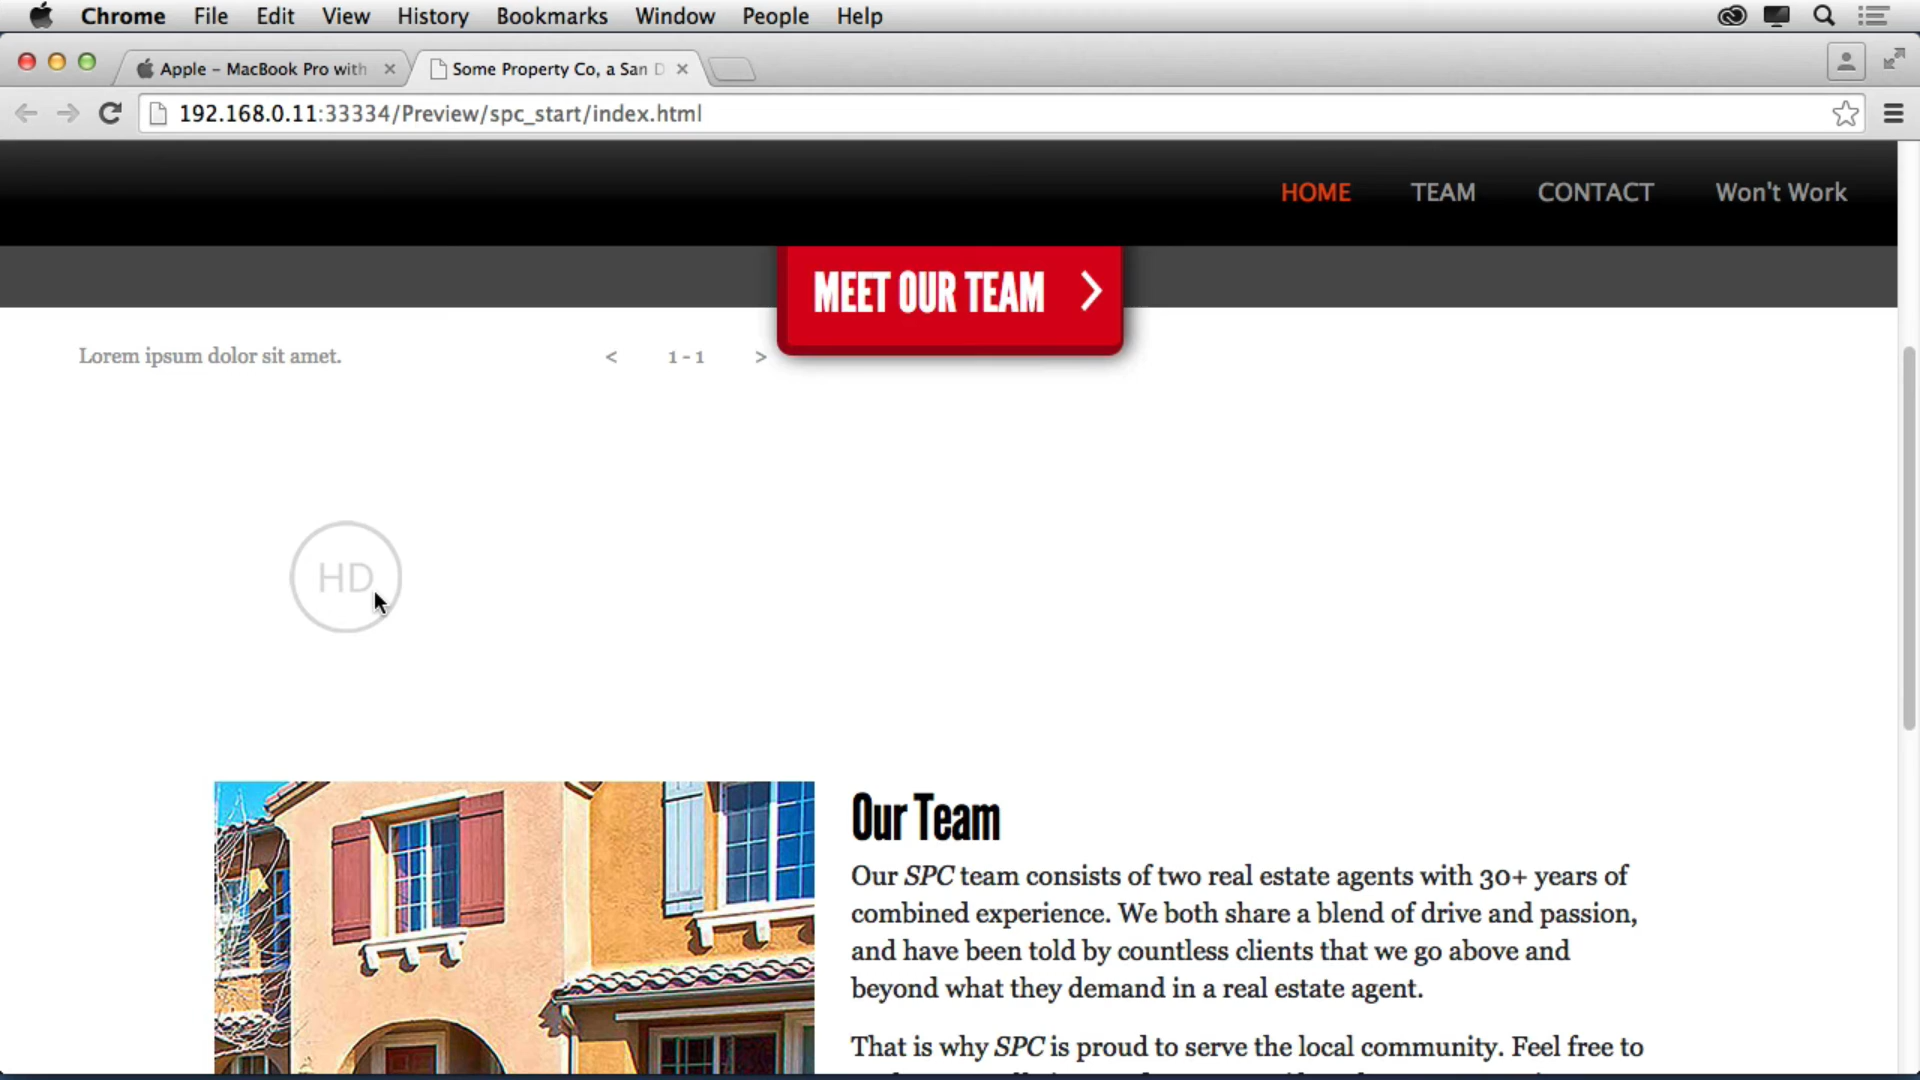 Chrome File Edit View History Bookmarks Window People Help
Apple – MacBook Pro with
Some Property Co, a San D
192.168.0.11:33334/Preview/spc_start/index.html
HOME TEAM CONTACT Won't Work
MEET OUR TEAM
Lorem ipsum dolor sit amet. < 1 - 1 >
HD
Our Team
Our SPC team consists of two real estate agents with 30+ years of
combined experience. We both share a blend of drive and passion,
and have been told by countless clients that we go above and
beyond what they demand in a real estate agent.
That is why SPC is proud to serve the local community. Feel free to